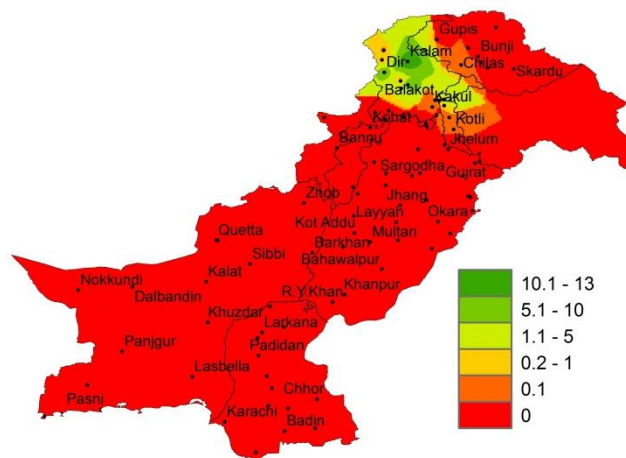 Gupis
Kalam
Bunji
Dir
Chilas
Skardu
Balakot
Kakul
Kohat
Kotli
Bannu
Jhelum
Sargodha
Gujrat
Zhob
Jhang
Kot Addu
Layyah
Okara
Quetta
Barkhan
Multan
Sibbi
Bahawalpur
Nokkundi
Kalat
Dalbandin
R.Y.Khan
Khanpur
Khuzdar
Larkana
Panjgur
Padidan
Lasbella
Chhor
Pasni
Karachi
Badin
10.1 - 13
5.1 - 10
1.1 - 5
0.2 - 1
0.1
0